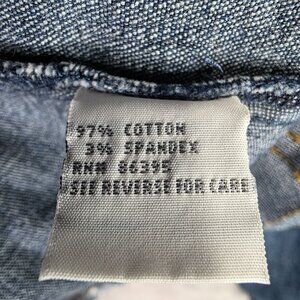 97% COTTON
3% SPANDEX
RN# 86395
SEE REVERSE FOR CARE